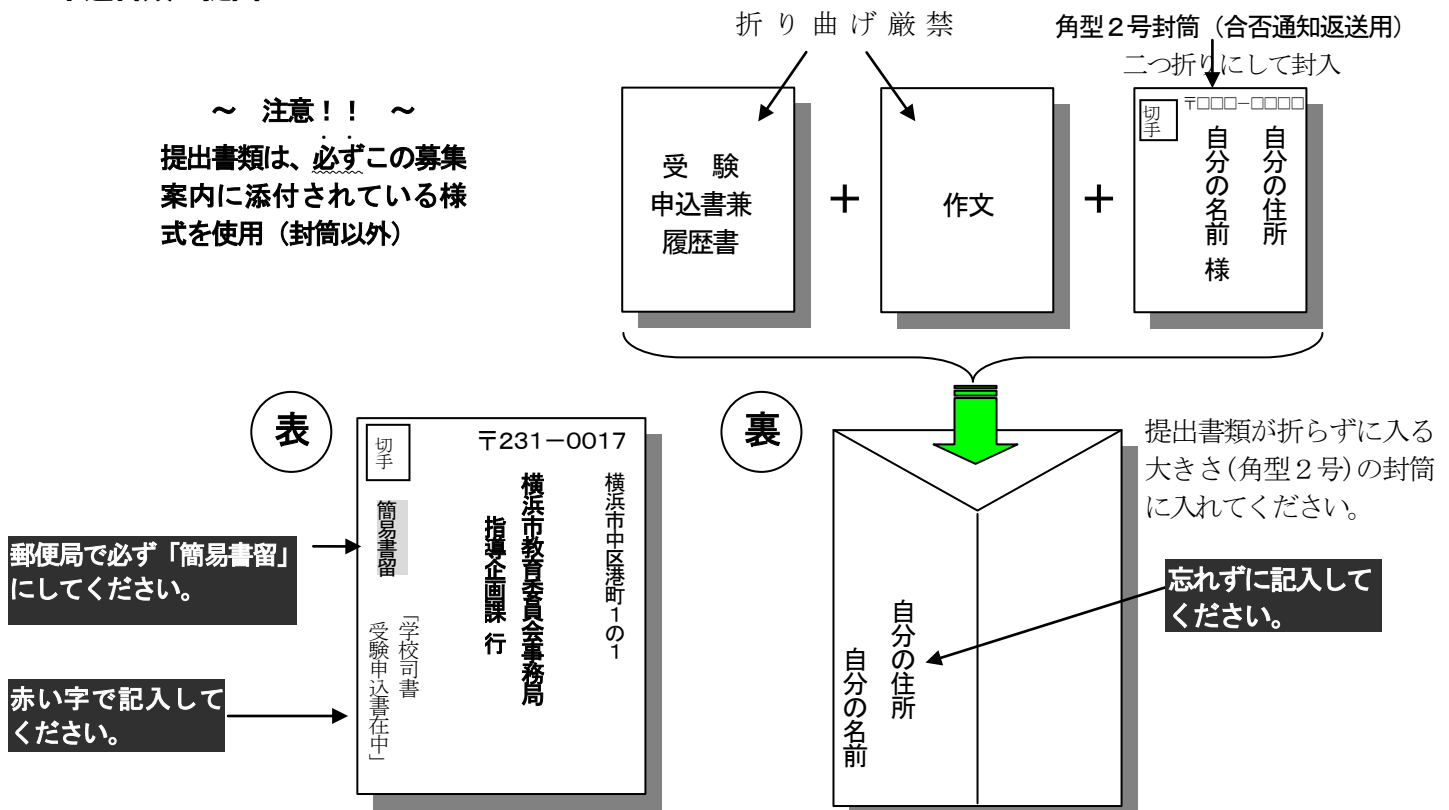 折り曲げ厳禁
角型２号封筒（合否通知返送用）
二つ折りにして封入
～　注意！！　～
提出書類は、必ずこの募集
案内に添付されている様
式を使用（封筒以外）
受　験
申込書兼
履歴書
＋
作文
＋
切手
〒□□□－□□□□
自分の住所
自分の名前 様
表
切手
〒231－0017
横浜市中区港町１の１
横浜市教育委員会事務局
指導企画課 行
簡易書留
「学校司書
受験申込書在中」
郵便局で必ず「簡易書留」
にしてください。
赤い字で記入して
ください。
裏
自分の住所
自分の名前
提出書類が折らずに入る
大きさ(角型２号)の封筒
に入れてください。
忘れずに記入して
ください。